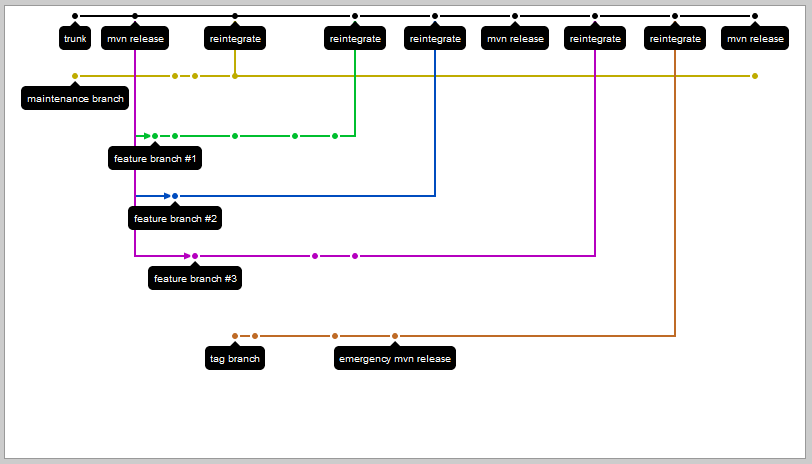 trunk
mvn release
reintegrate
reintegrate
reintegrate
mvn release
reintegrate
reintegrate
mvn release
maintenance branch
feature branch #1
feature branch #2
feature branch #3
tag branch
emergency mvn release